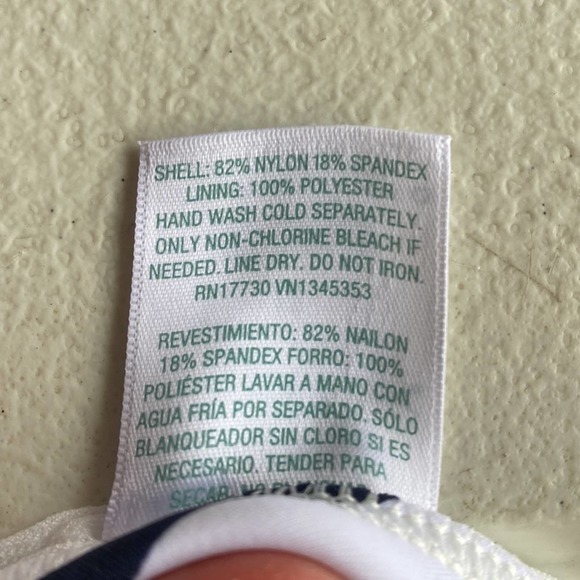 SHELL: 82% NYLON 18% SPANDEX
LINING: 100% POLYESTER
HAND WASH COLD SEPARATELY.
ONLY NON-CHLORINE BLEACH IF
NEEDED. LINE DRY. DO NOT IRON.
RN17730 VN1345353
REVESTIMIENTO: 82% NAILON
18% SPANDEX FORRO: 100%
POLIÉSTER LAVAR A MANO CON
AGUA FRÍA POR SEPARADO. SÓLO
BLANQUEADOR SIN CLORO SI ES
NECESARIO. TENDER PARA
SECAR.